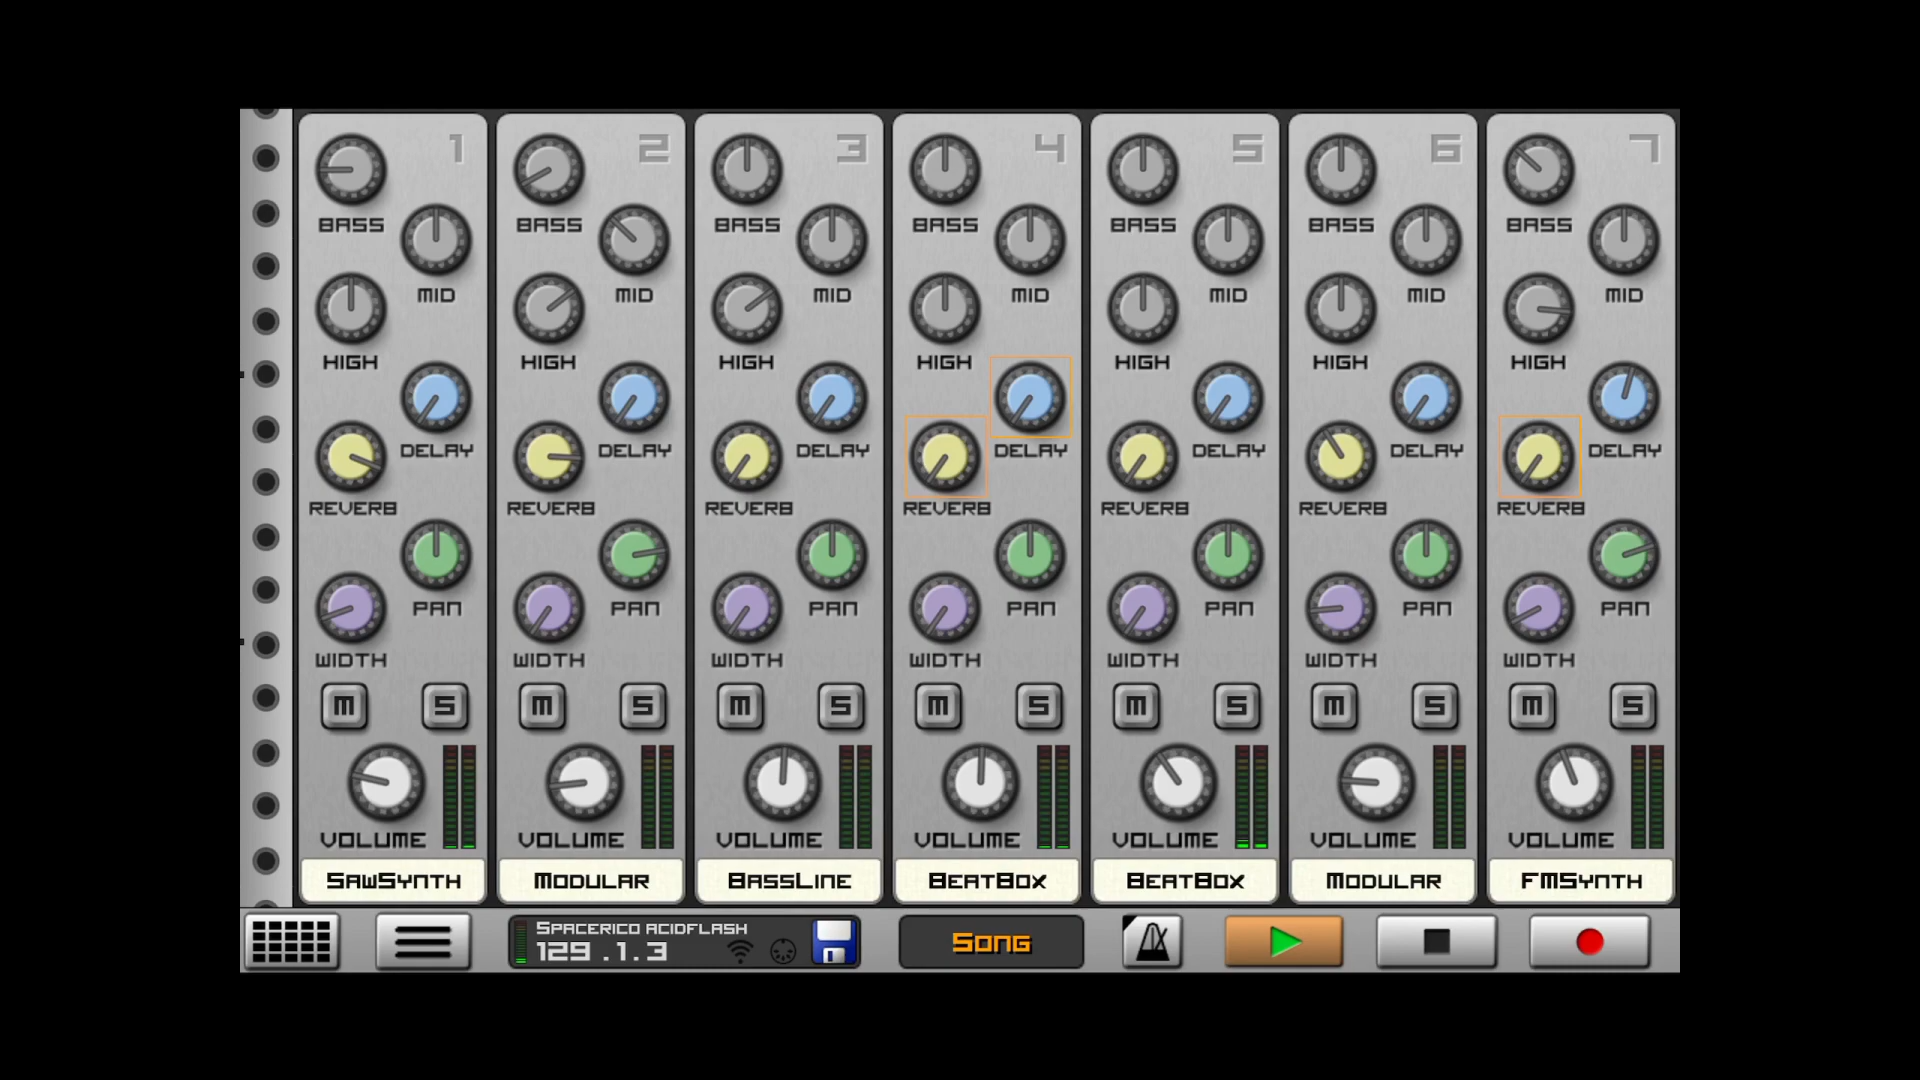 1 2 3 4 5 6 7
BASS BASS BASS BASS BASS BASS BASS
MID MID MID MID MID MID MID
HIGH HIGH HIGH HIGH HIGH HIGH HIGH
DELAY DELAY DELAY DELAY DELAY DELAY DELAY
REVERB REVERB REVERB REVERB REVERB REVERB REVERB
PAN PAN PAN PAN PAN PAN PAN
WIDTH WIDTH WIDTH WIDTH WIDTH WIDTH WIDTH
M S M S M S M S M S M S M S
VOLUME VOLUME VOLUME VOLUME VOLUME VOLUME VOLUME
SawSynth Modular BassLine BeatBox BeatBox Modular FMSynth
Spacerico acidflash
129 .1.3
Song